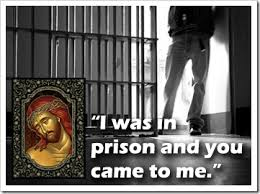 “I was in
prison and you
came to me.”